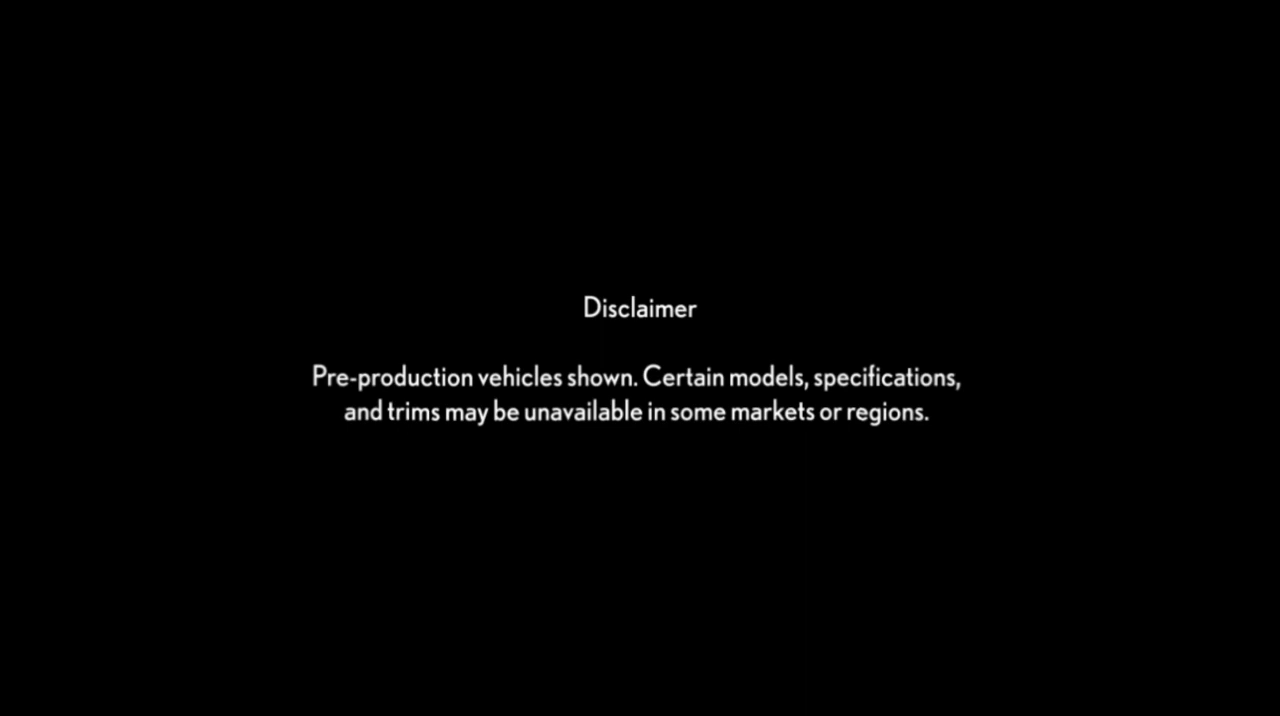 Disclaimer
Pre-production vehicles shown. Certain models, specifications,
and trims may be unavailable in some markets or regions.